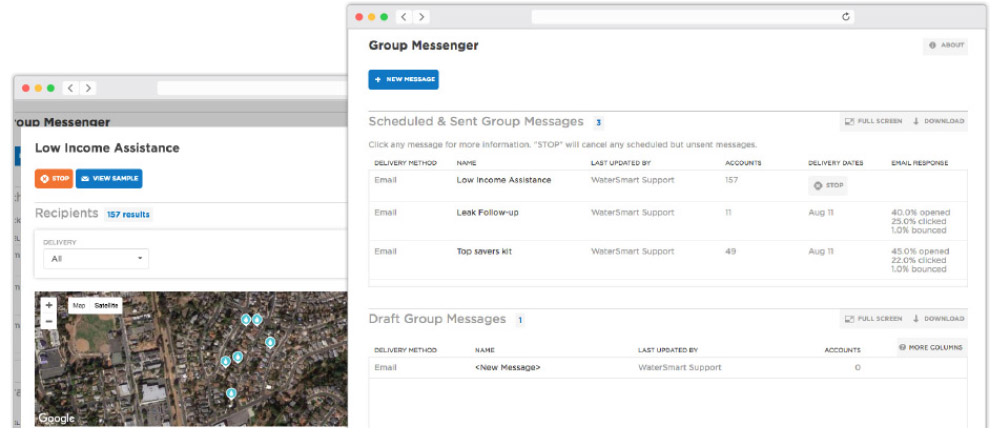 Group Messenger
ABOUT
+ NEW MESSAGE
Scheduled & Sent Group Messages 3
FULL SCREEN DOWNLOAD
Click any message for more information. "STOP" will cancel any scheduled but unsent messages.
DELIVERY METHOD NAME LAST UPDATED BY ACCOUNTS DELIVERY DATES EMAIL RESPONSE
Email Low Income Assistance WaterSmart Support 157 STOP
Email Leak Follow-up WaterSmart Support 11 Aug 11 40.0% opened
25.0% clicked
1.0% bounced
Email Top savers kit WaterSmart Support 49 Aug 11 45.0% opened
22.0% clicked
1.0% bounced
Draft Group Messages 1
FULL SCREEN DOWNLOAD
MORE COLUMNS
DELIVERY METHOD NAME LAST UPDATED BY ACCOUNTS
Email <New Message> WaterSmart Support 0
roup Messenger
Low Income Assistance
STOP VIEW SAMPLE
Recipients 157 results
DELIVERY
All
+ Map Satellite
−
Google